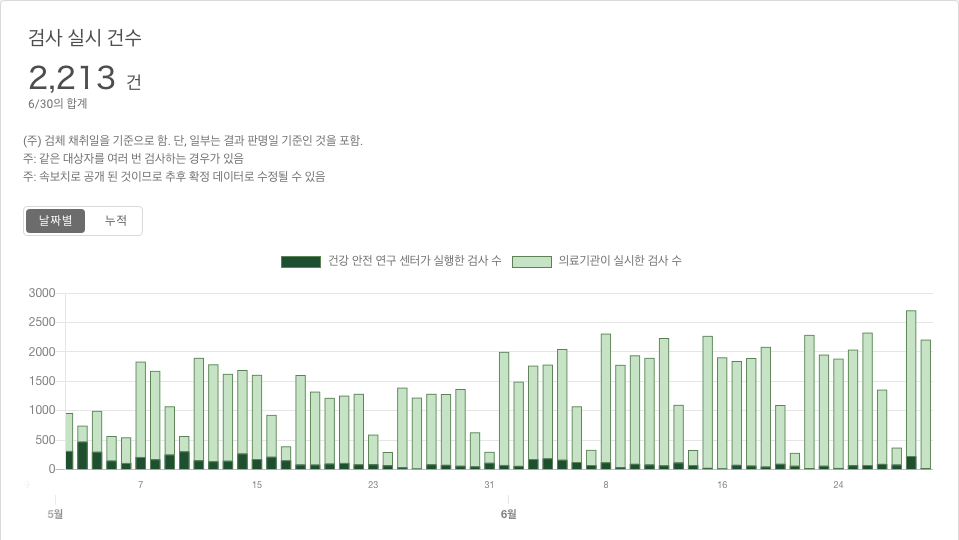 검사 실시 건수
2,213 건
6/30의 합계
(주) 검체 채취일을 기준으로 함. 단, 일부는 결과 판명일 기준인 것을 포함.
주: 같은 대상자를 여러 번 검사하는 경우가 있음
주: 속보치로 공개 된 것이므로 추후 확정 데이터로 수정될 수 있음
날짜별 누적
건강 안전 연구 센터가 실행한 검사 수 의료기관이 실시한 검사 수
3000
2500
2000
1500
1000
500
0
7 15 23 31 8 16 24
5월 6월